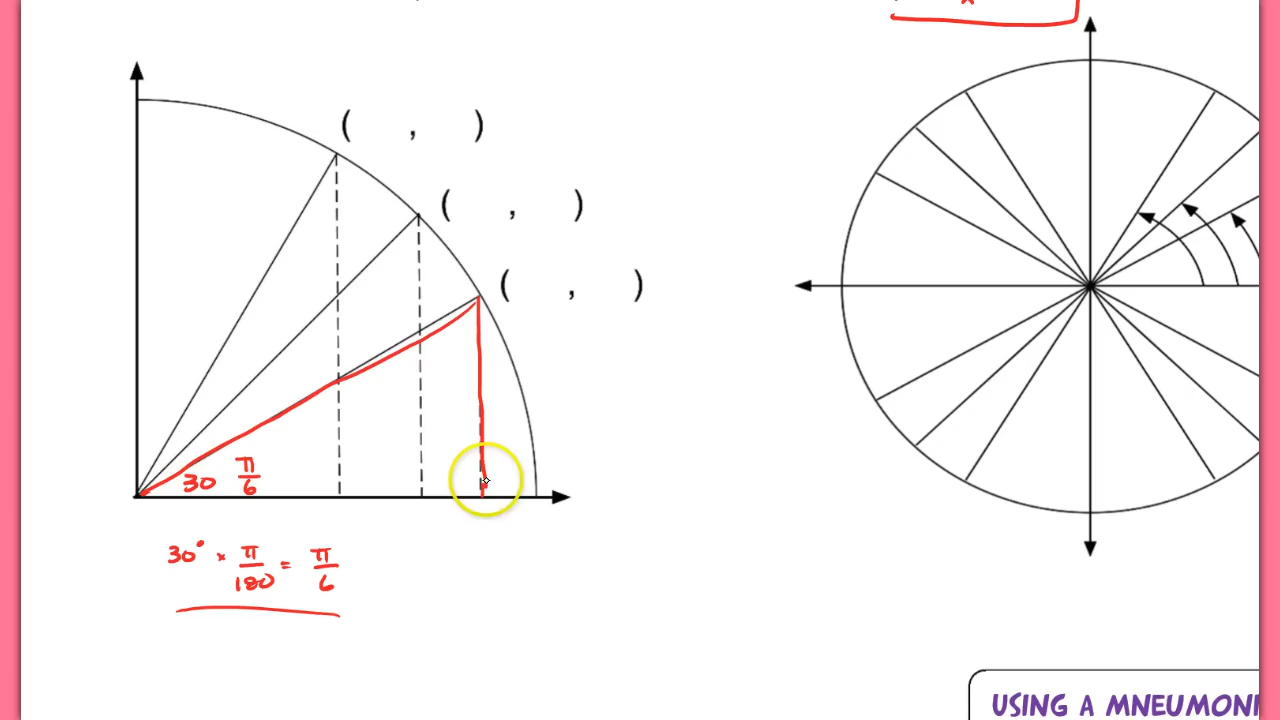 ( , )
( , )
( , )
30 π/6
30° × π/180 = π/6
USING A MNEUMONI